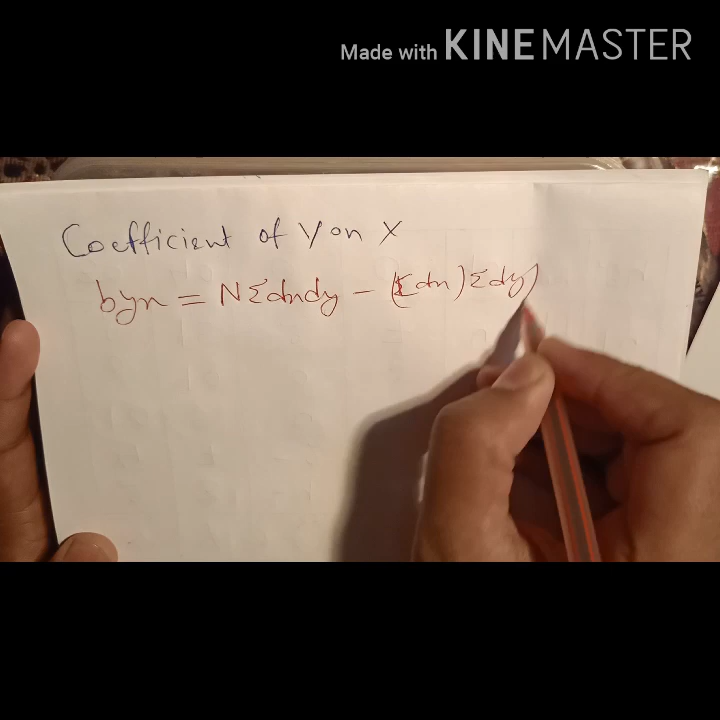 Made with KINEMASTER
Coefficient of Y on X
byx = NΣdxdy - (Σdx)Σdy)